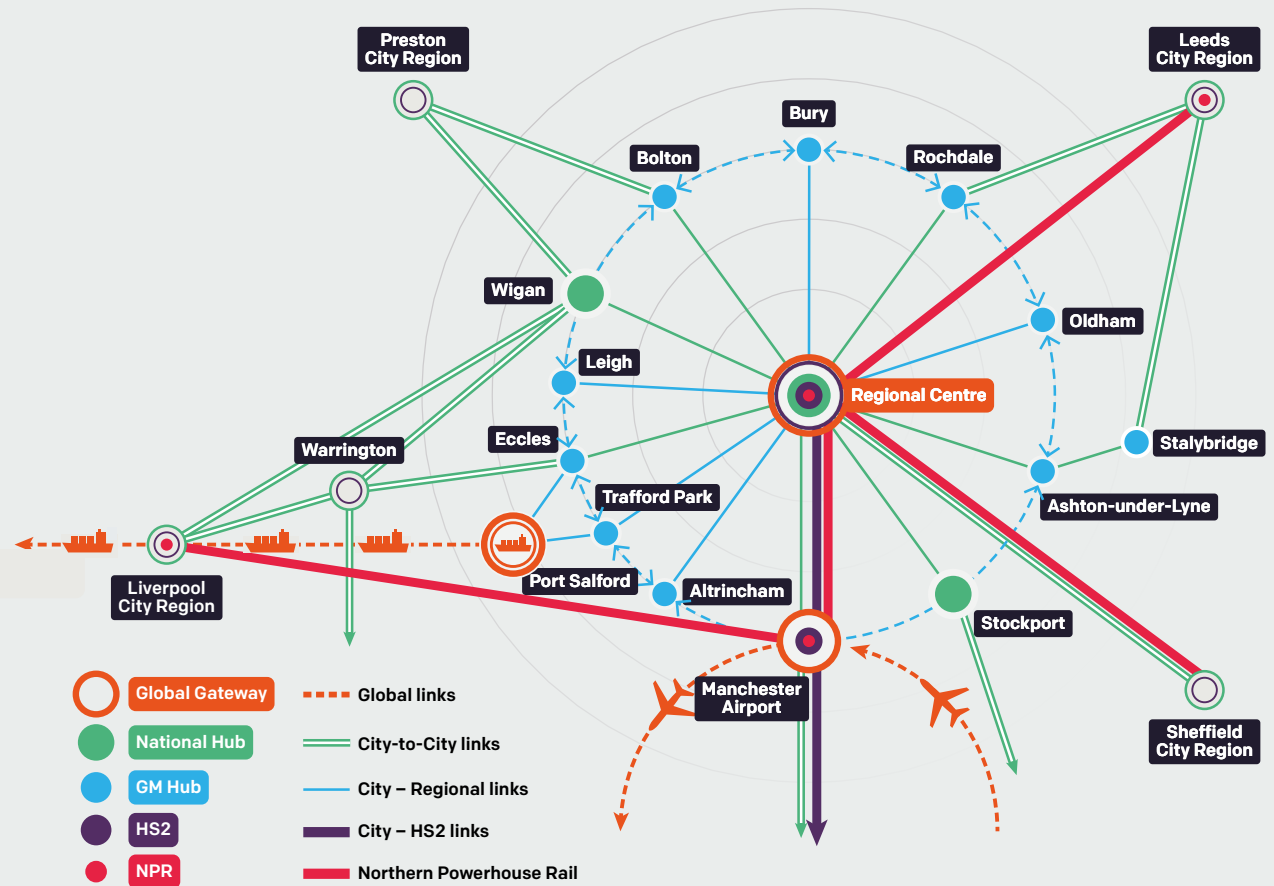 Preston
City Region
Leeds
City Region
Bury
Bolton
Rochdale
Wigan
Oldham
Leigh
Regional Centre
Eccles
Warrington
Stalybridge
Trafford Park
Ashton-under-Lyne
Port Salford
Altrincham
Liverpool
City Region
Stockport
Manchester
Airport
Sheffield
City Region
Global Gateway
Global links
National Hub
City-to-City links
GM Hub
City – Regional links
HS2
City – HS2 links
NPR
Northern Powerhouse Rail